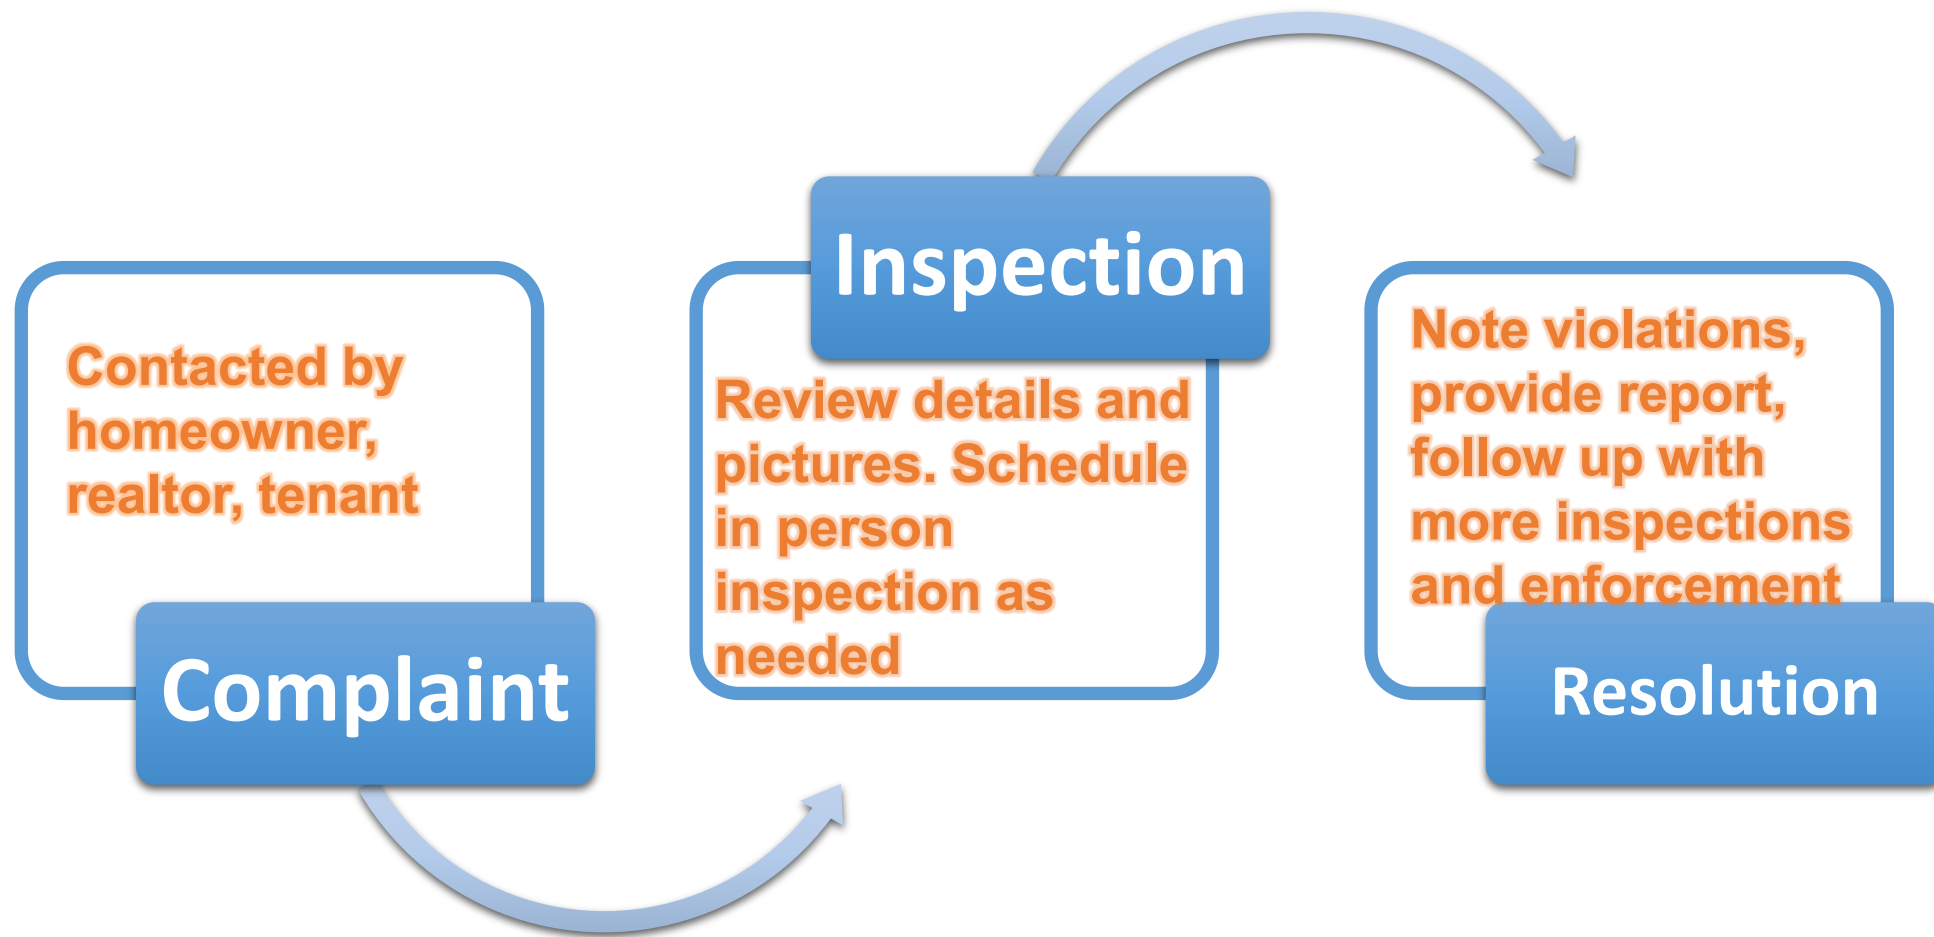 Contacted by
homeowner,
realtor, tenant
Complaint
Inspection
Review details and
pictures. Schedule
in person
inspection as
needed
Note violations,
provide report,
follow up with
more inspections
and enforcement
Resolution